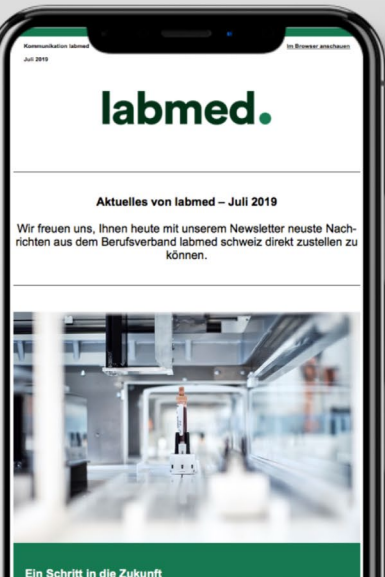 Kommunikation labmed
Im Browser anschauen
Juli 2019
labmed.
Aktuelles von labmed – Juli 2019
Wir freuen uns, Ihnen heute mit unserem Newsletter neuste Nach-
richten aus dem Berufsverband labmed schweiz direkt zustellen zu
können.
Ein Schritt in die Zukunft